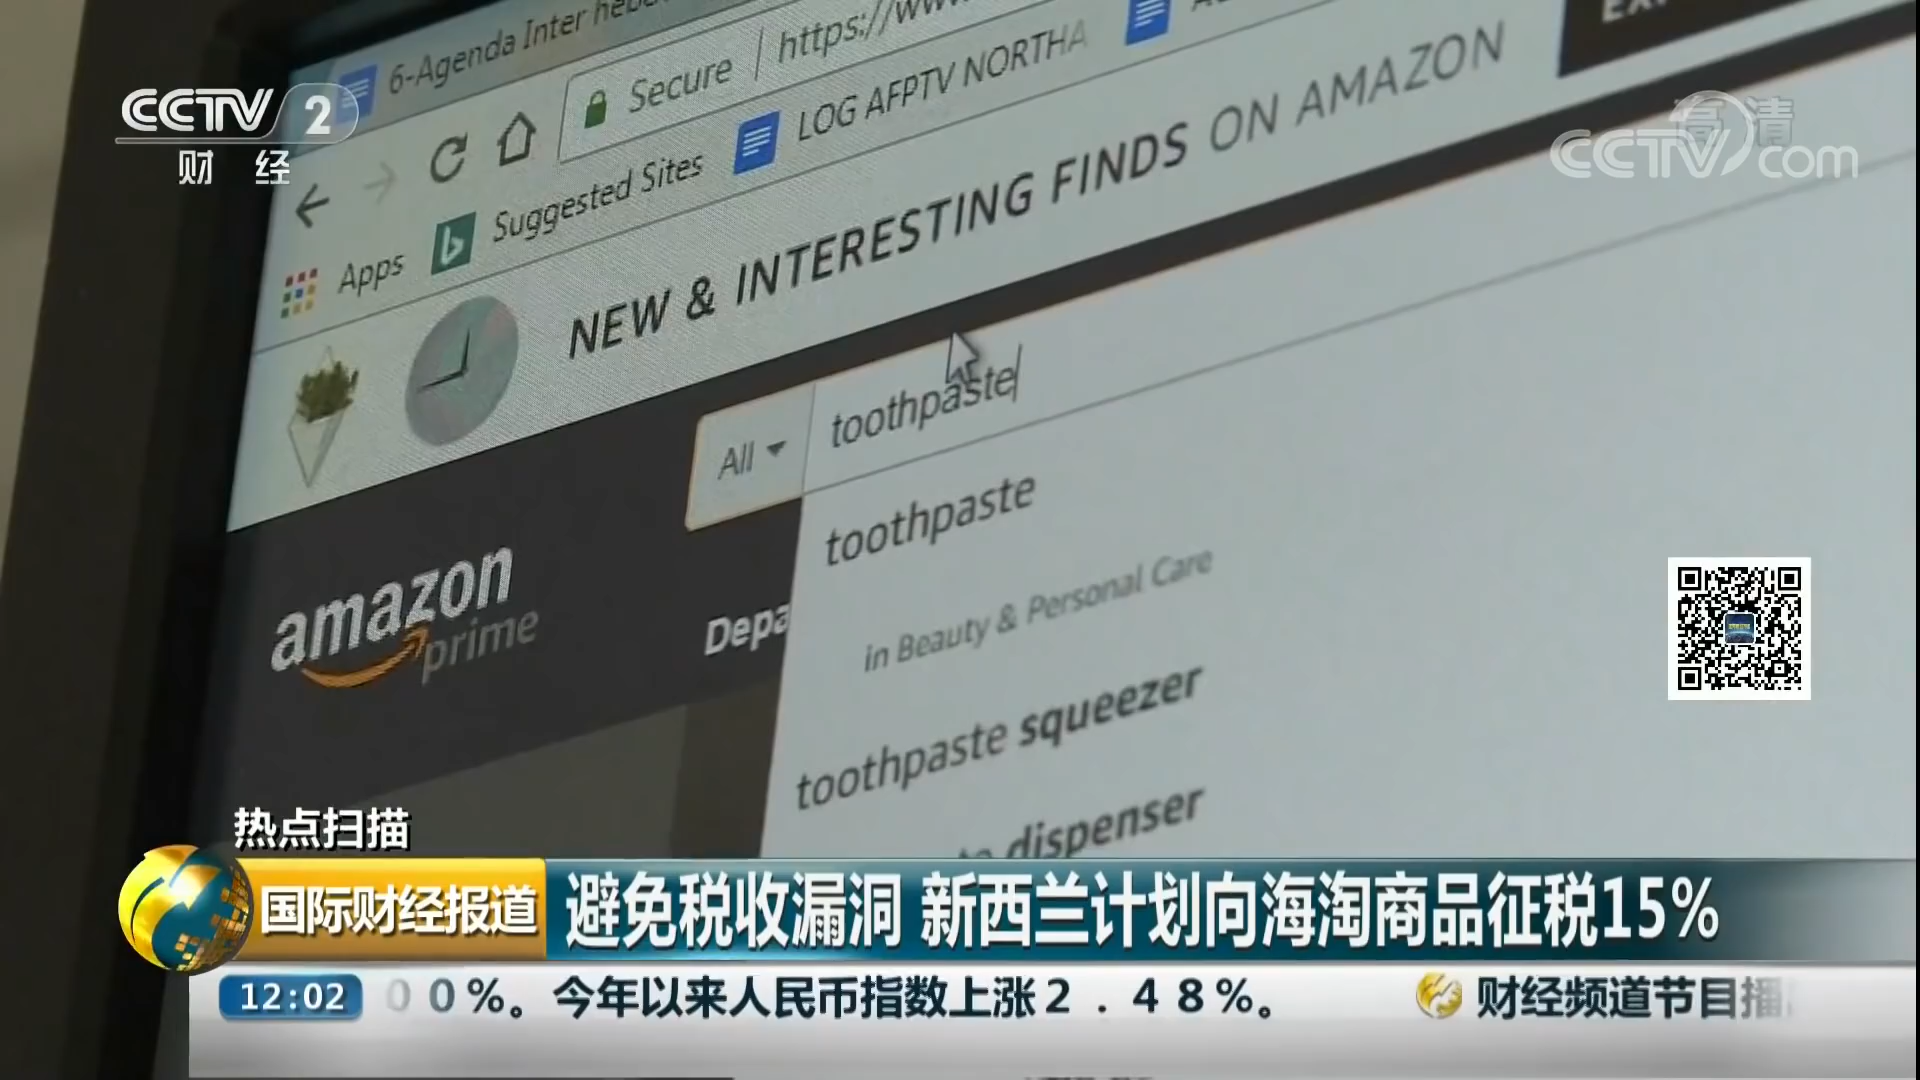 6-Agenda Inter
CCTV 2
财经
Secure
https://
高清
CCTV.com
Apps
Suggested Sites
LOG AFPTV NORTHA
NEW & INTERESTING FINDS ON AMAZON
All
toothpaste
amazon
prime
Depa
toothpaste
in Beauty & Personal Care
toothpaste squeezer
dispenser
热点扫描
国际财经报道
避免税收漏洞 新西兰计划向海淘商品征税15%
12:02
00%。今年以来人民币指数上涨2.48%。
财经频道节目播